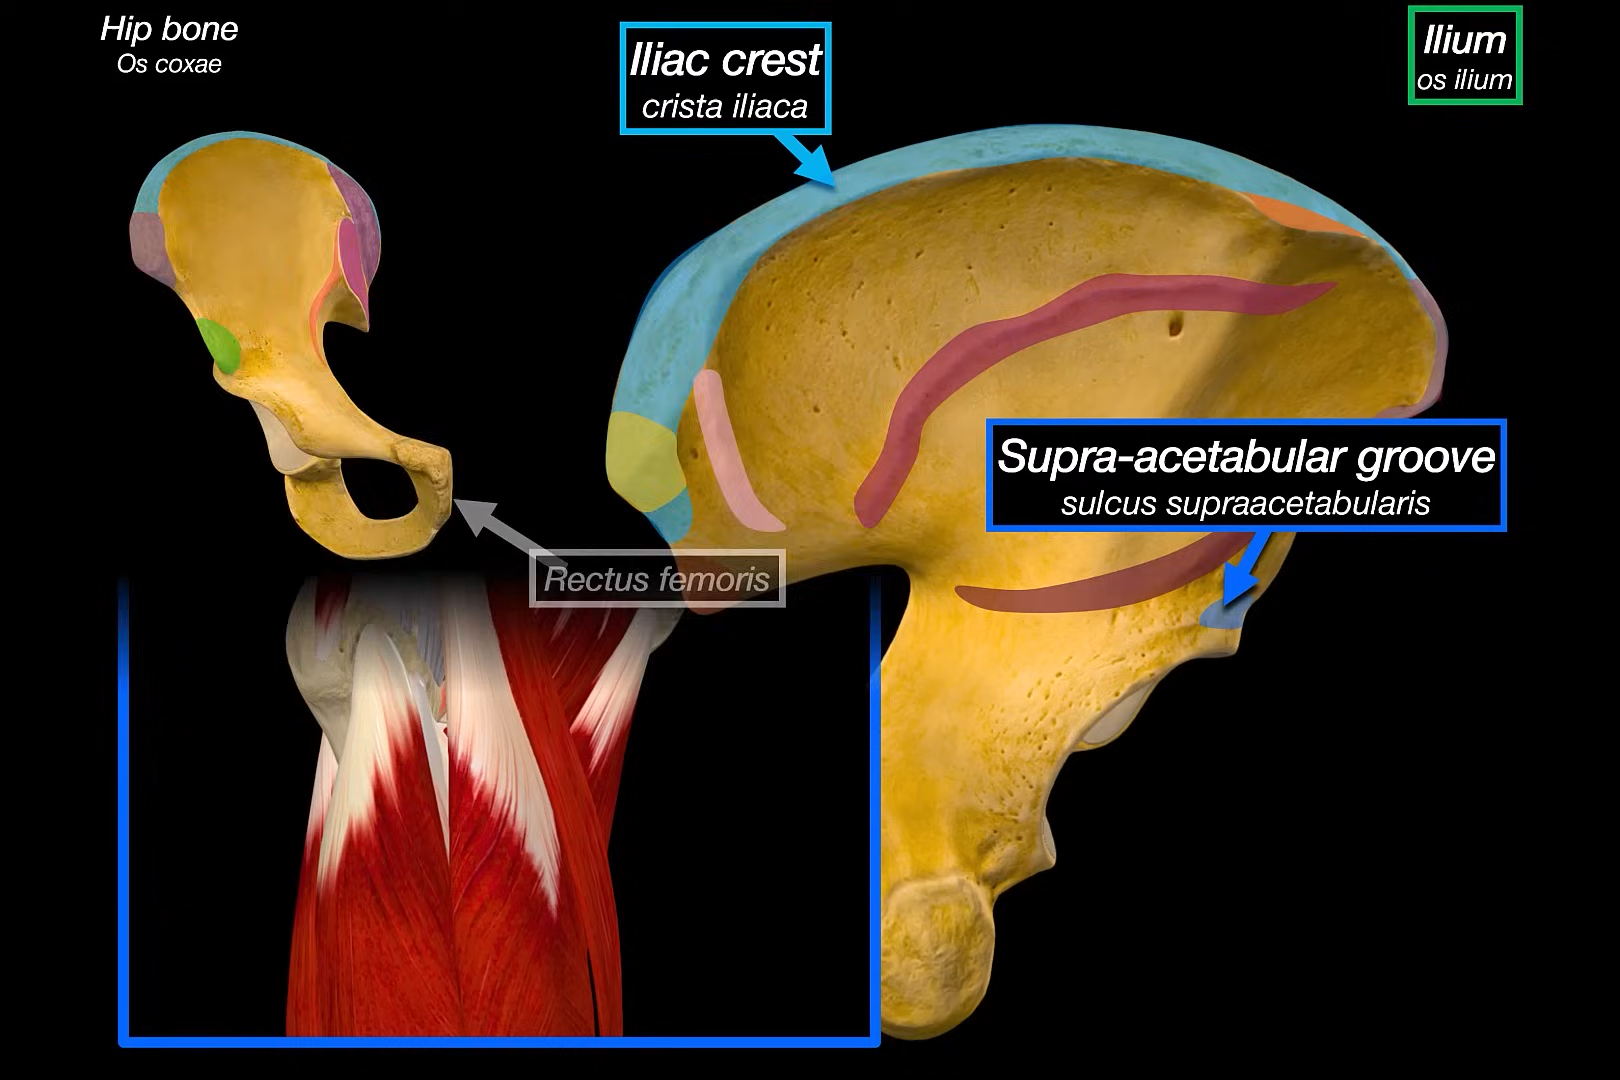 Hip bone
Os coxae
Iliac crest
crista iliaca
Ilium
os ilium
Supra-acetabular groove
sulcus supraacetabularis
Rectus femoris